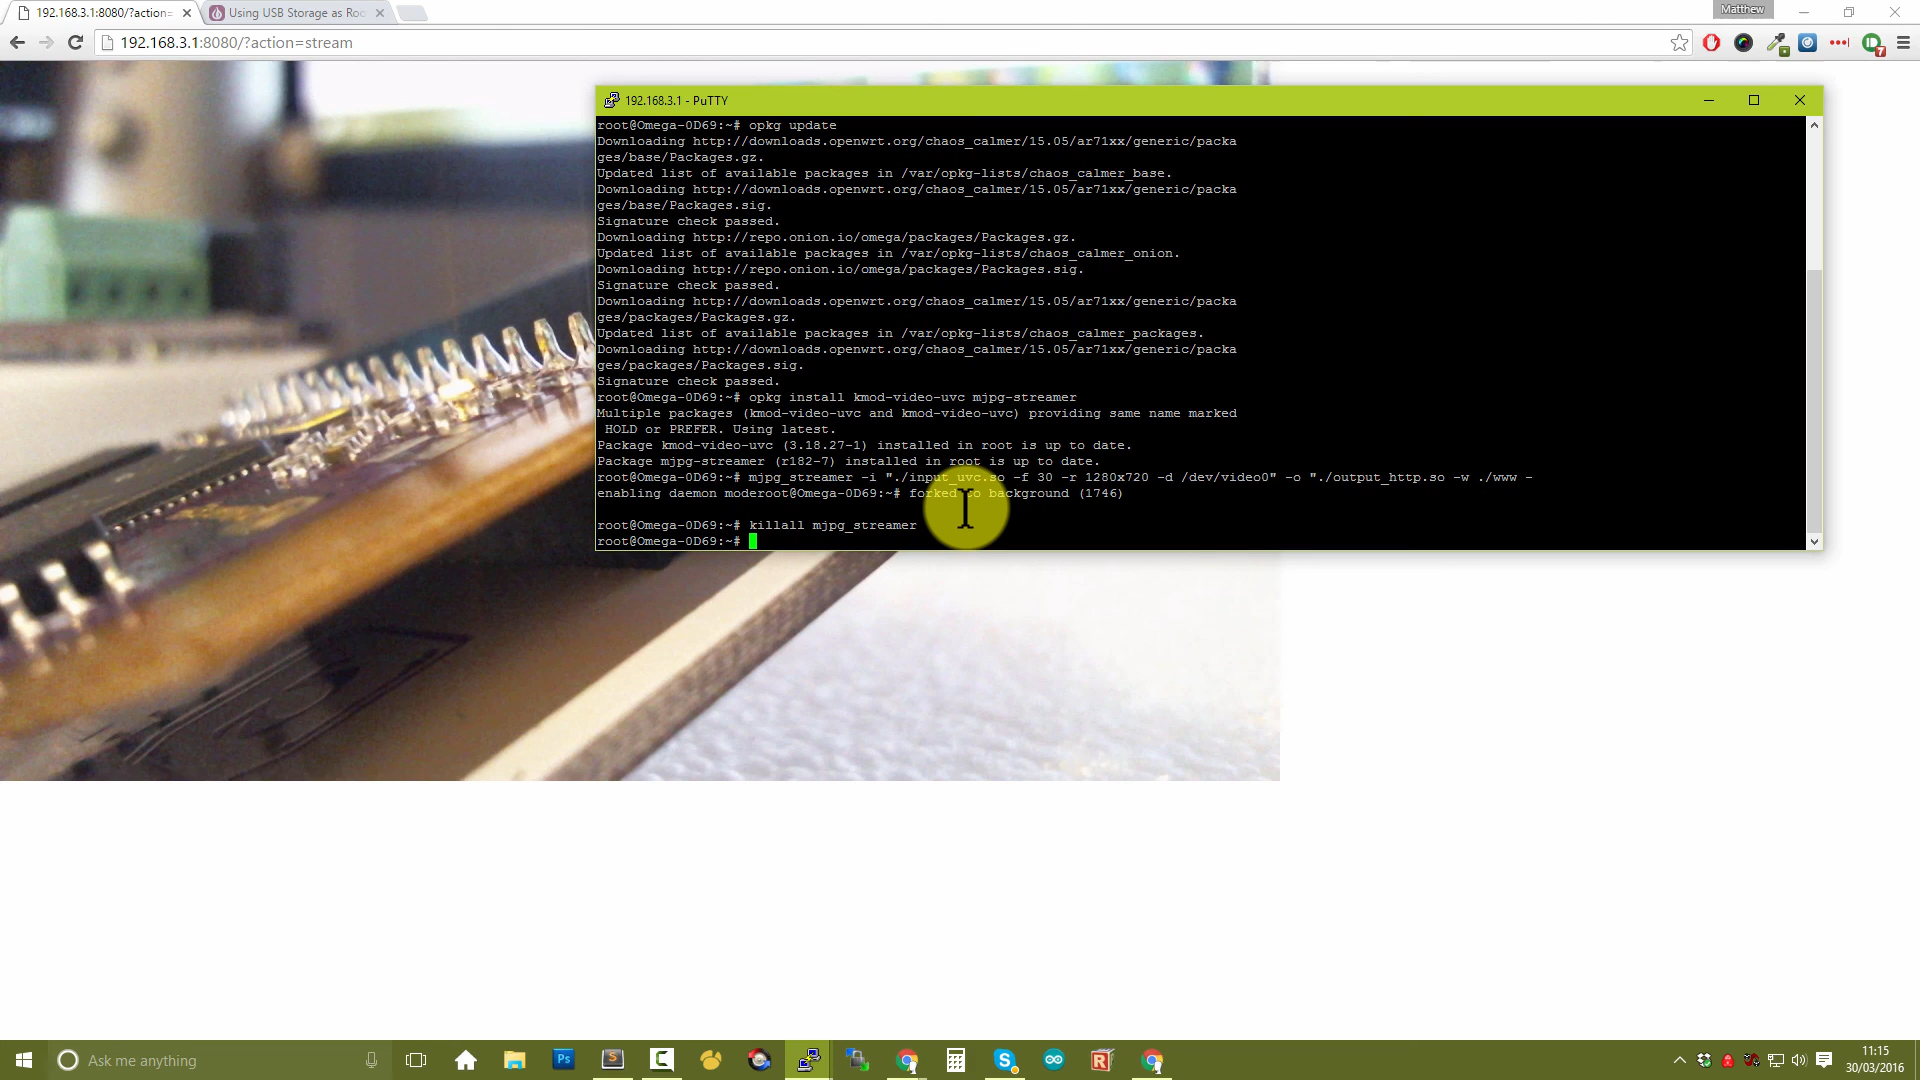 192.168.3.1:8080/?action=
Using USB Storage as Roo
Matthew
192.168.3.1:8080/?action=stream
7
192.168.3.1 - PuTTY
root@Omega-0D69:~# opkg update
Downloading http://downloads.openwrt.org/chaos_calmer/15.05/ar71xx/generic/packa
ges/base/Packages.gz.
Updated list of available packages in /var/opkg-lists/chaos_calmer_base.
Downloading http://downloads.openwrt.org/chaos_calmer/15.05/ar71xx/generic/packa
ges/base/Packages.sig.
Signature check passed.
Downloading http://repo.onion.io/omega/packages/Packages.gz.
Updated list of available packages in /var/opkg-lists/chaos_calmer_onion.
Downloading http://repo.onion.io/omega/packages/Packages.sig.
Signature check passed.
Downloading http://downloads.openwrt.org/chaos_calmer/15.05/ar71xx/generic/packa
ges/packages/Packages.gz.
Updated list of available packages in /var/opkg-lists/chaos_calmer_packages.
Downloading http://downloads.openwrt.org/chaos_calmer/15.05/ar71xx/generic/packa
ges/packages/Packages.sig.
Signature check passed.
root@Omega-0D69:~# opkg install kmod-video-uvc mjpg-streamer
Multiple packages (kmod-video-uvc and kmod-video-uvc) providing same name marked
HOLD or PREFER. Using latest.
Package kmod-video-uvc (3.18.27-1) installed in root is up to date.
Package mjpg-streamer (r182-7) installed in root is up to date.
root@Omega-0D69:~# mjpg_streamer -i "./input_uvc.so -f 30 -r 1280x720 -d /dev/video0" -o "./output_http.so -w ./www -
enabling daemon moderoot@Omega-0D69:~# forked to background (1746)
root@Omega-0D69:~# killall mjpg_streamer
root@Omega-0D69:~#
Ask me anything
Ps
S
11:15
30/03/2016